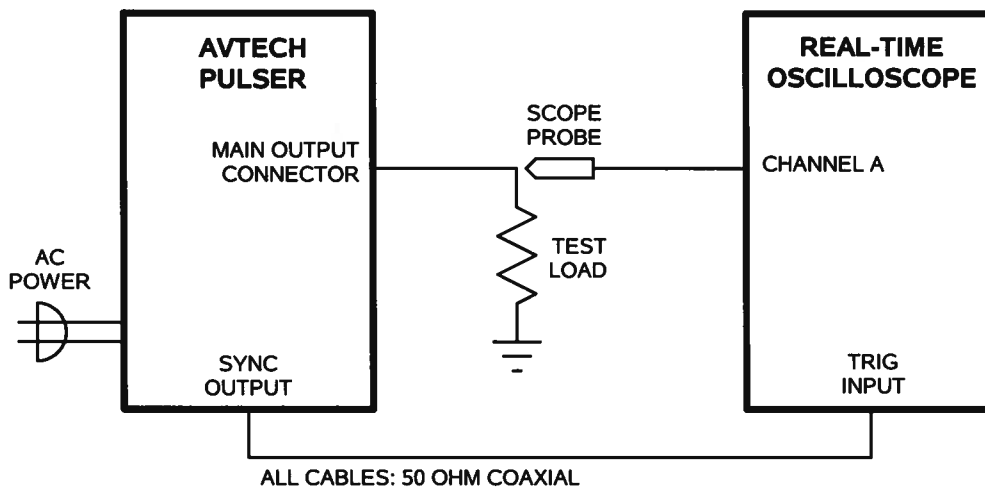 AVTECH
PULSER
REAL-TIME
OSCILLOSCOPE
SCOPE
PROBE
MAIN OUTPUT
CONNECTOR
CHANNEL A
TEST
LOAD
AC
POWER
SYNC
OUTPUT
TRIG
INPUT
ALL CABLES: 50 OHM COAXIAL